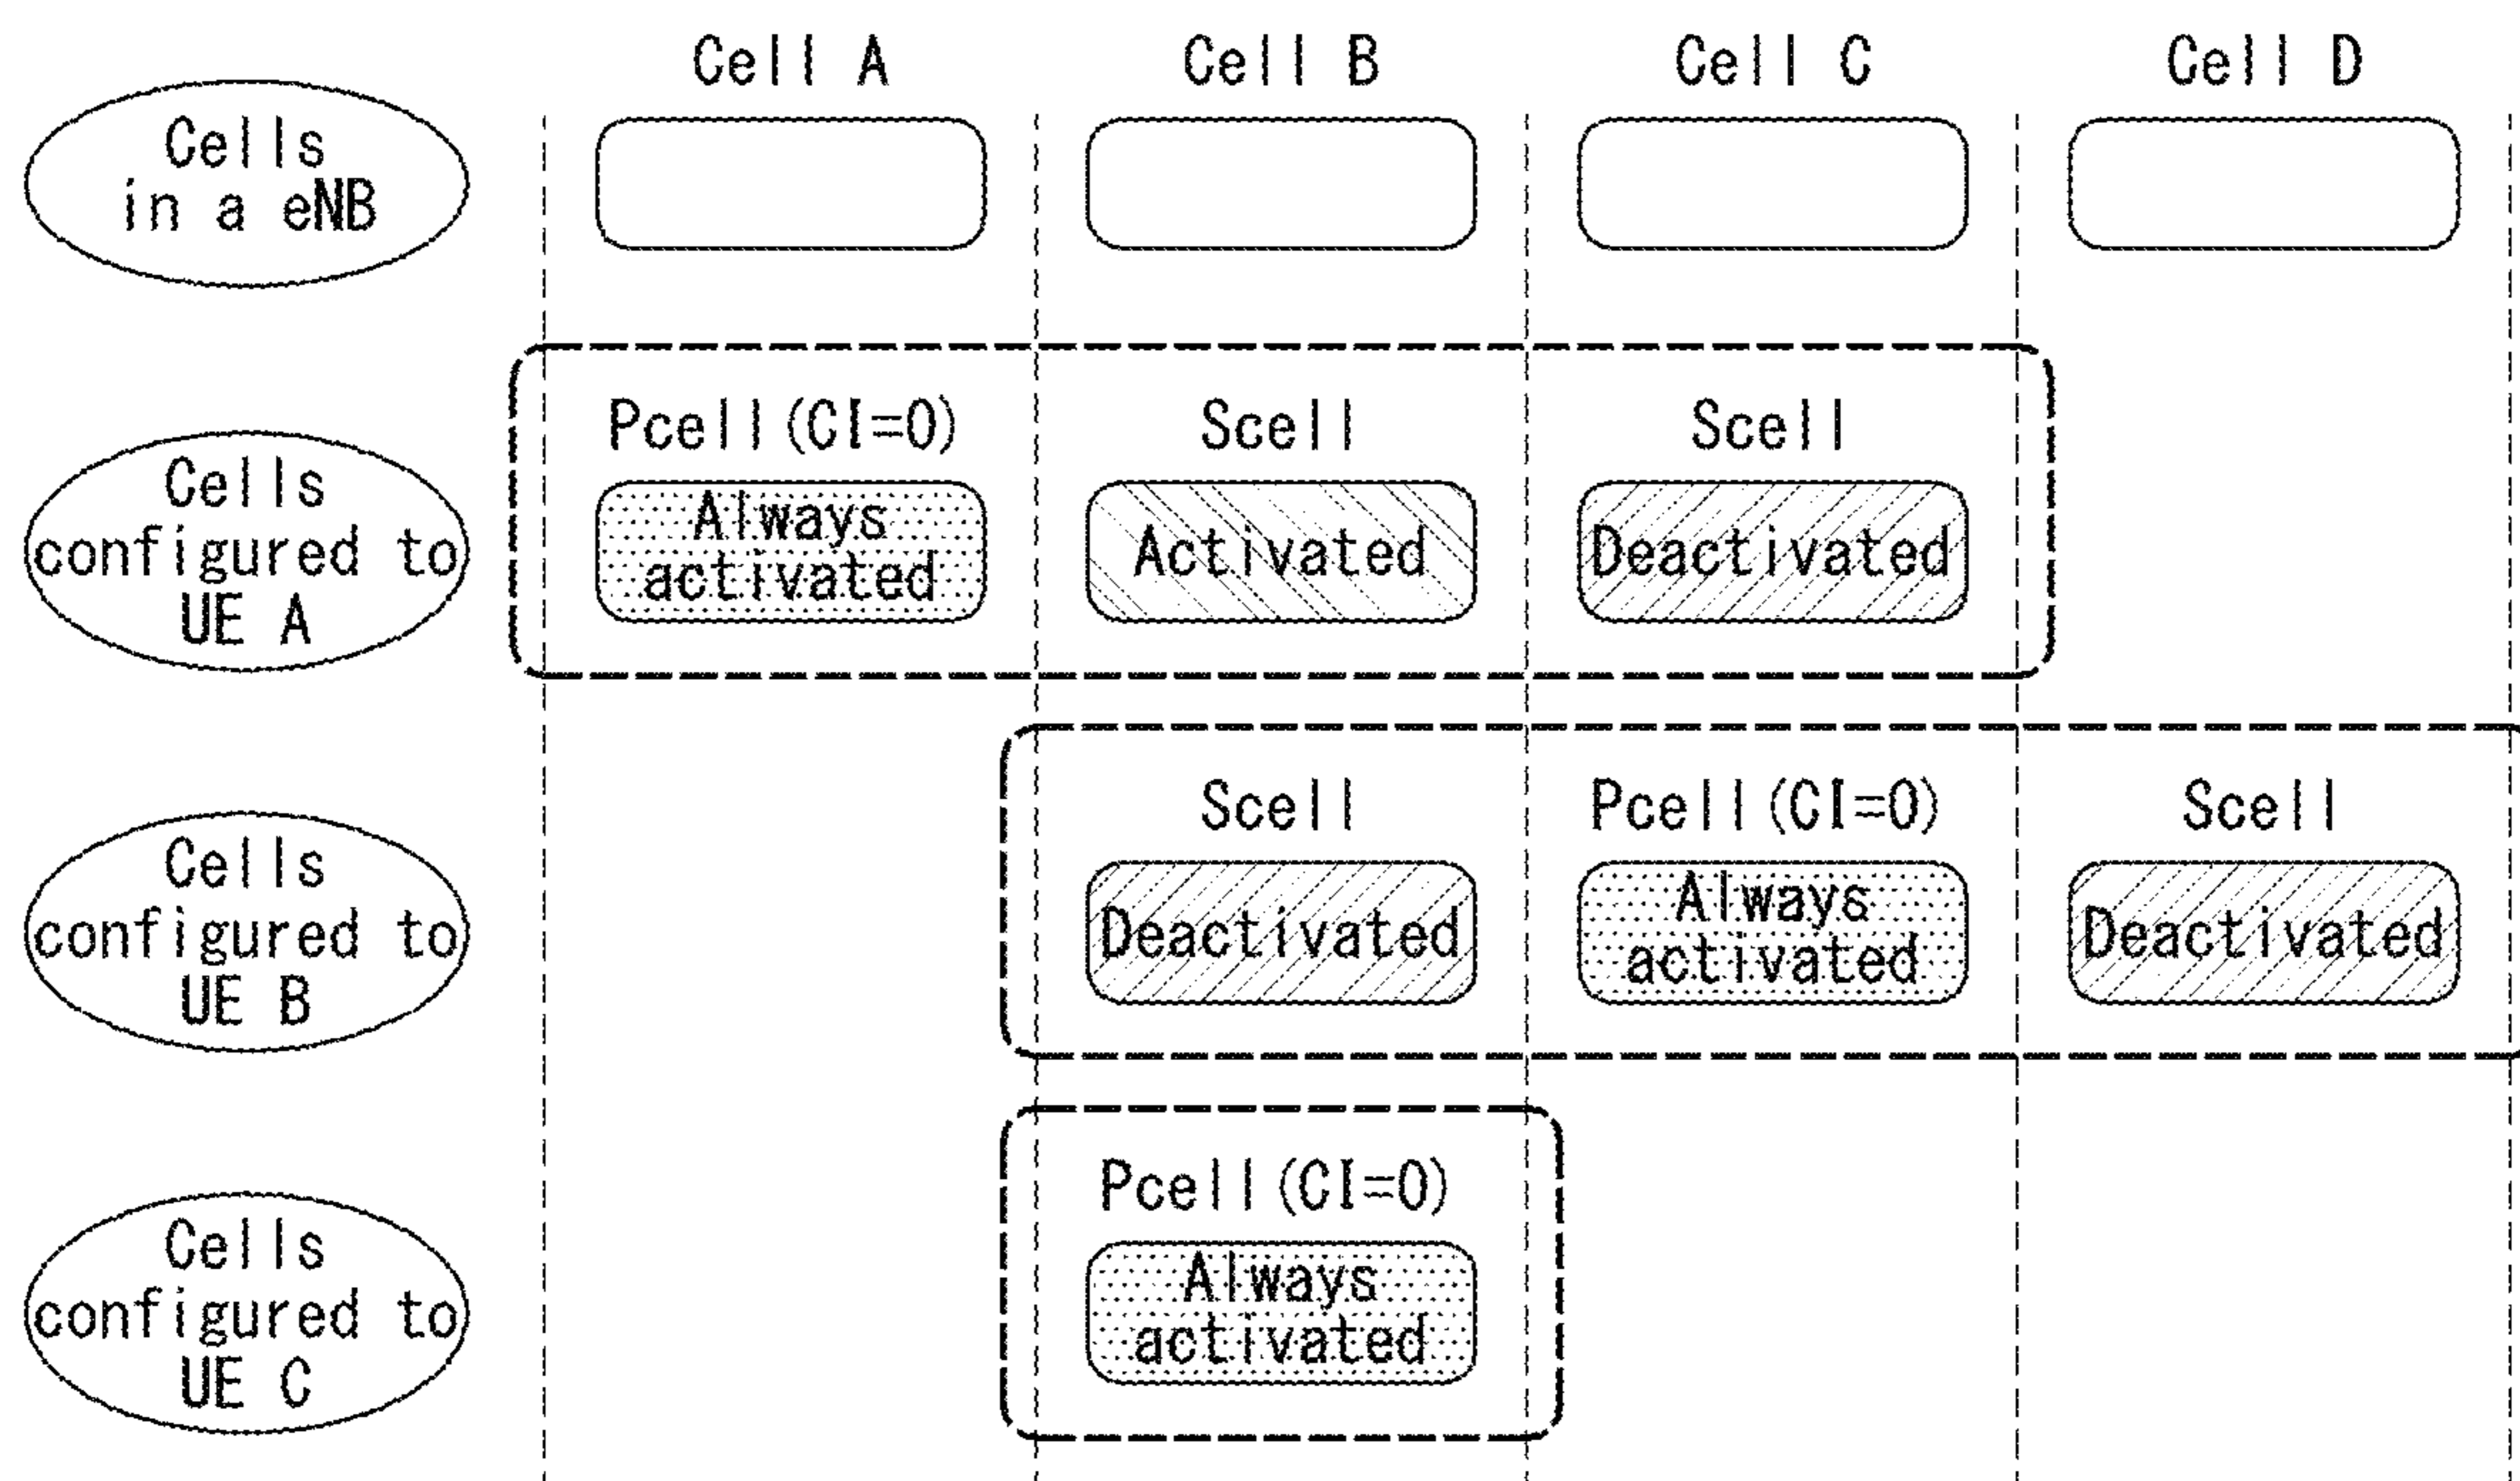 Cell A
Cell B
Cell C
Cell D
Cells
in a eNB
Cells
configured to
UE A
Pcell(CI=0)
Always
activated
Scell
Activated
Scell
Deactivated
Cells
configured to
UE B
Scell
Deactivated
Pcell(CI=0)
Always
activated
Scell
Deactivated
Cells
configured to
UE C
Pcell(CI=0)
Always
activated